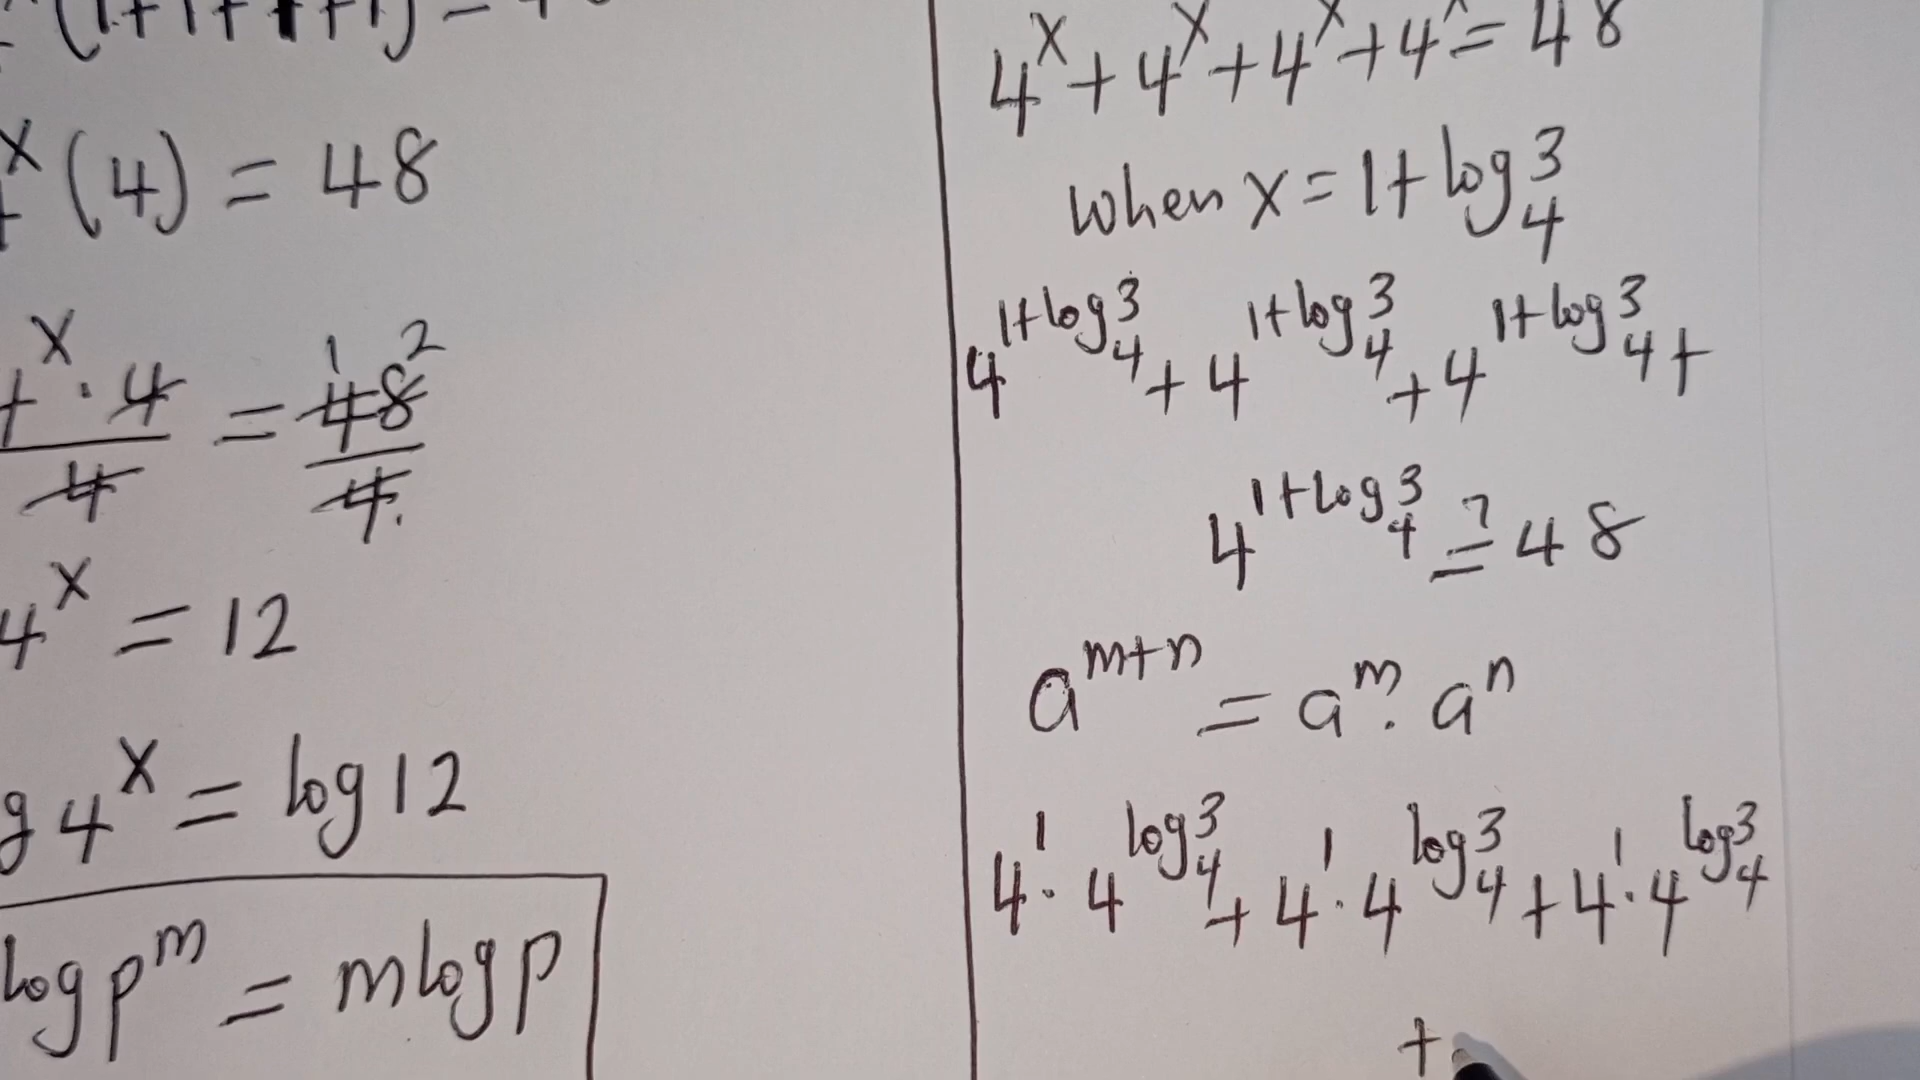 (1+1+1+1) = 4
x (4) = 48
x · 4 / 4 = 48 / 4 . 1 2
4^x = 12
g 4^x = log 12
log p^m = m log p
4^x + 4^x + 4^x + 4^x = 48
when x = 1 + log_4 3
4^(1+log_4 3) + 4^(1+log_4 3) + 4^(1+log_4 3) +
4^(1+log_4 3) ?= 48
a^(m+n) = a^m . a^n
4^1 · 4^(log_4 3) + 4^1 · 4^(log_4 3) + 4^1 · 4^(log_4 3)
+